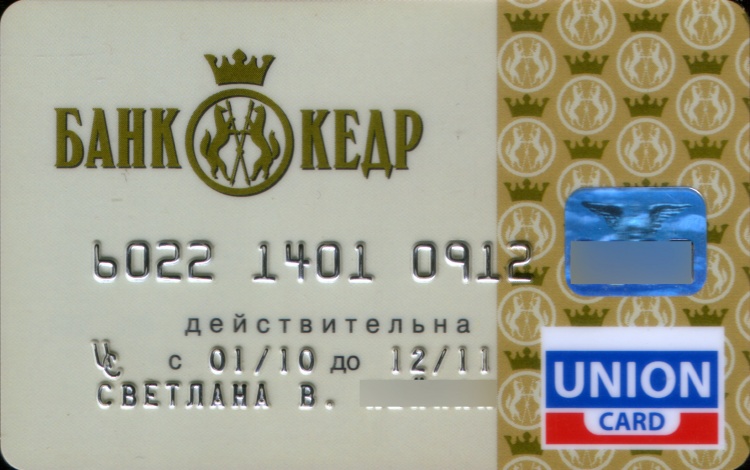 БАНК КЕДР
6022 1401 0912
действительна
UC с 01/10 до 12/11
СВЕТЛАНА В.
UNION
CARD